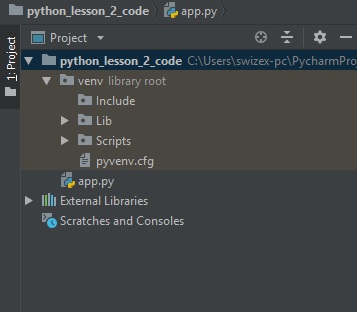 python_lesson_2_code app.py
1: Project
Project
python_lesson_2_code C:\Users\swizex-pc\PycharmPro
venv library root
Include
Lib
Scripts
pyvenv.cfg
app.py
External Libraries
Scratches and Consoles